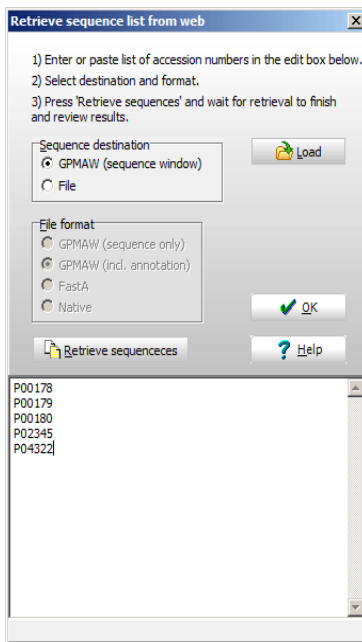 Retrieve sequence list from web
1) Enter or paste list of accession numbers in the edit box below.
2) Select destination and format.
3) Press 'Retrieve sequences' and wait for retrieval to finish
and review results.
Sequence destination
GPMAW (sequence window)
File
Load
File format
GPMAW (sequence only)
GPMAW (incl. annotation)
FastA
Native
OK
Retrieve sequenceces
Help
P00178
P00179
P00180
P02345
P04322